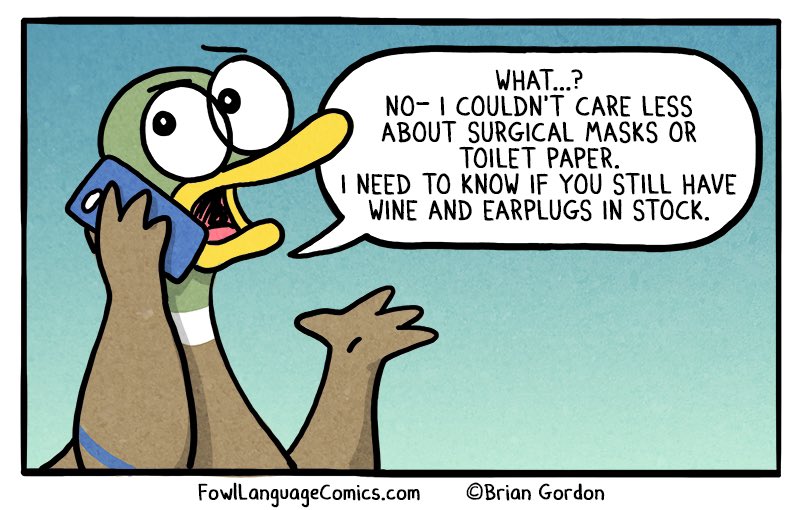 WHAT...?
NO- I COULDN'T CARE LESS
ABOUT SURGICAL MASKS OR
TOILET PAPER.
I NEED TO KNOW IF YOU STILL HAVE
WINE AND EARPLUGS IN STOCK.
FowlLanguageComics.com ©Brian Gordon